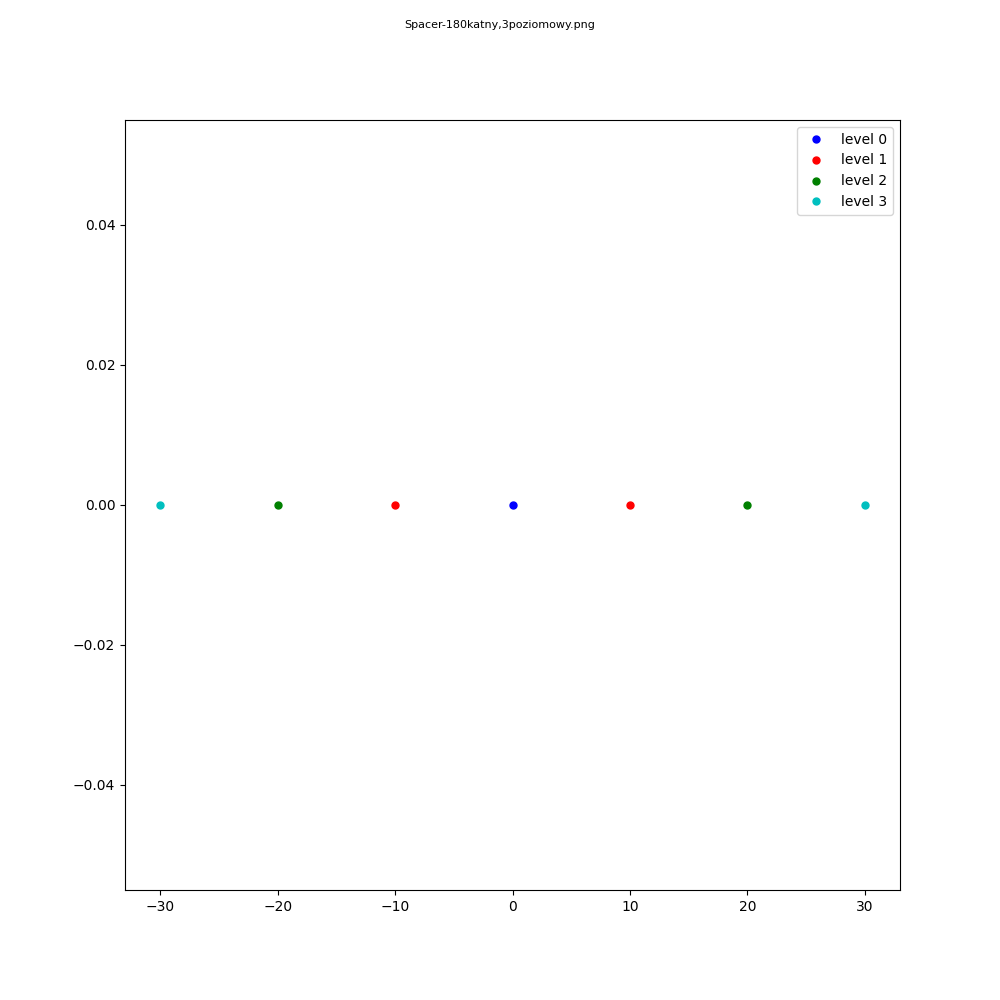 Spacer-180katny,3poziomowy.png
level 0
level 1
level 2
level 3
0.04
0.02
0.00
−0.02
−0.04
−30 −20 −10 0 10 20 30